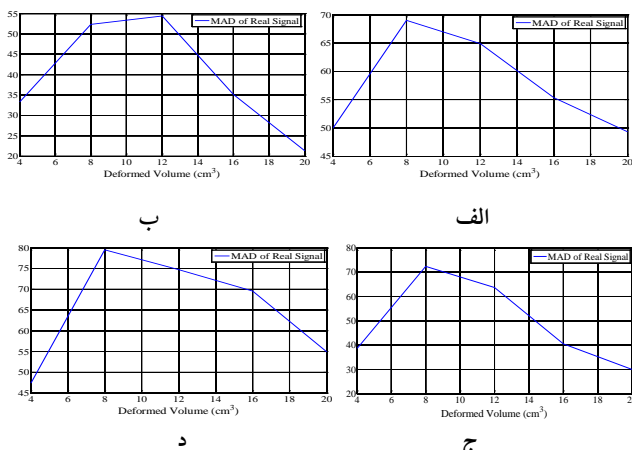 55
50
45
40
35
30
25
20
4 6 8 10 12 14 16 18 20
Deformed Volume (cm³)
MAD of Real Signal
ب
70
65
60
55
50
45
4 6 8 10 12 14 16 18 20
Deformed Volume (cm³)
MAD of Real Signal
الف
80
75
70
65
60
55
50
45
4 6 8 10 12 14 16 18 20
Deformed Volume (cm³)
MAD of Real Signal
د
80
70
60
50
40
30
20
4 6 8 10 12 14 16 18 2
Deformed Volume (cm³)
MAD of Real Signal
ج